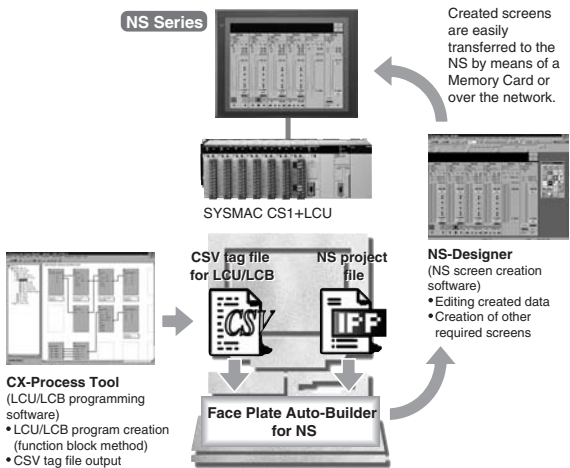 NS Series
Created screens
are easily
transferred to the
NS by means of a
Memory Card or
over the network.
SYSMAC CS1+LCU
CSV tag file
for LCU/LCB
NS project
file
CSV
IFF
NS-Designer
(NS screen creation
software)
• Editing created data
• Creation of other
required screens
CX-Process Tool
(LCU/LCB programming
software)
• LCU/LCB program creation
(function block method)
• CSV tag file output
Face Plate Auto-Builder
for NS